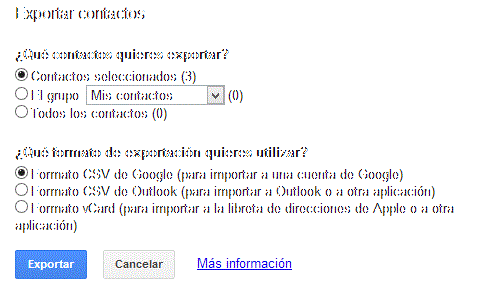 Exportar contactos
¿Qué contactos quieres exportar?
Contactos seleccionados (3)
El grupo Mis contactos (0)
Todos los contactos (0)
¿Qué formato de exportación quieres utilizar?
Formato CSV de Google (para importar a una cuenta de Google)
Formato CSV de Outlook (para importar a Outlook o a otra aplicación)
Formato vCard (para importar a la libreta de direcciones de Apple o a otra
aplicación)
Exportar Cancelar Más información